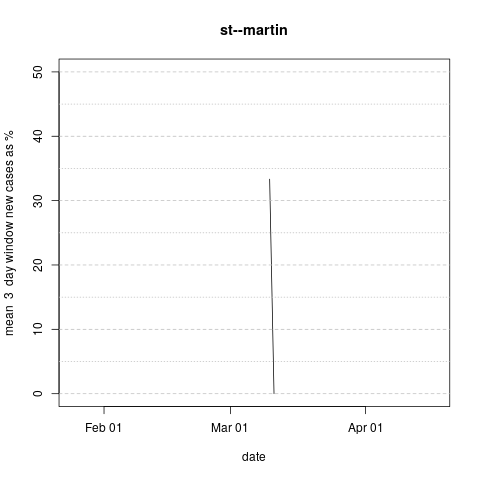 st--martin
mean  3  day window new cases as %
50
40
30
20
10
0
Feb 01
Mar 01
Apr 01
date